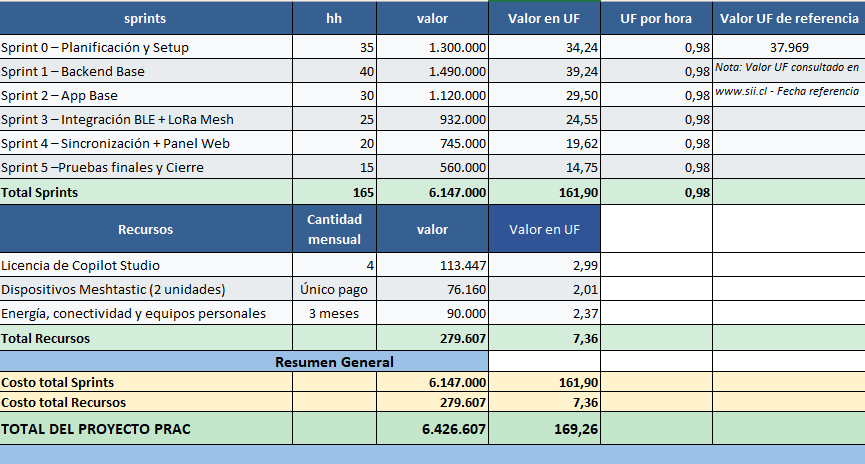 sprints hh valor Valor en UF UF por hora Valor UF de referencia
Sprint 0 – Planificación y Setup 35 1.300.000 34,24 0,98 37.969
Sprint 1 – Backend Base 40 1.490.000 39,24 0,98 Nota: Valor UF consultado en
Sprint 2 – App Base 30 1.120.000 29,50 0,98 www.sii.cl - Fecha referencia
Sprint 3 – Integración BLE + LoRa Mesh 25 932.000 24,55 0,98
Sprint 4 – Sincronización + Panel Web 20 745.000 19,62 0,98
Sprint 5 –Pruebas finales y Cierre 15 560.000 14,75 0,98
Total Sprints 165 6.147.000 161,90 0,98
Recursos Cantidad mensual valor Valor en UF
Licencia de Copilot Studio 4 113.447 2,99
Dispositivos Meshtastic (2 unidades) Único pago 76.160 2,01
Energía, conectividad y equipos personales 3 meses 90.000 2,37
Total Recursos 279.607 7,36
Resumen General
Costo total Sprints 6.147.000 161,90
Costo total Recursos 279.607 7,36
TOTAL DEL PROYECTO PRAC 6.426.607 169,26